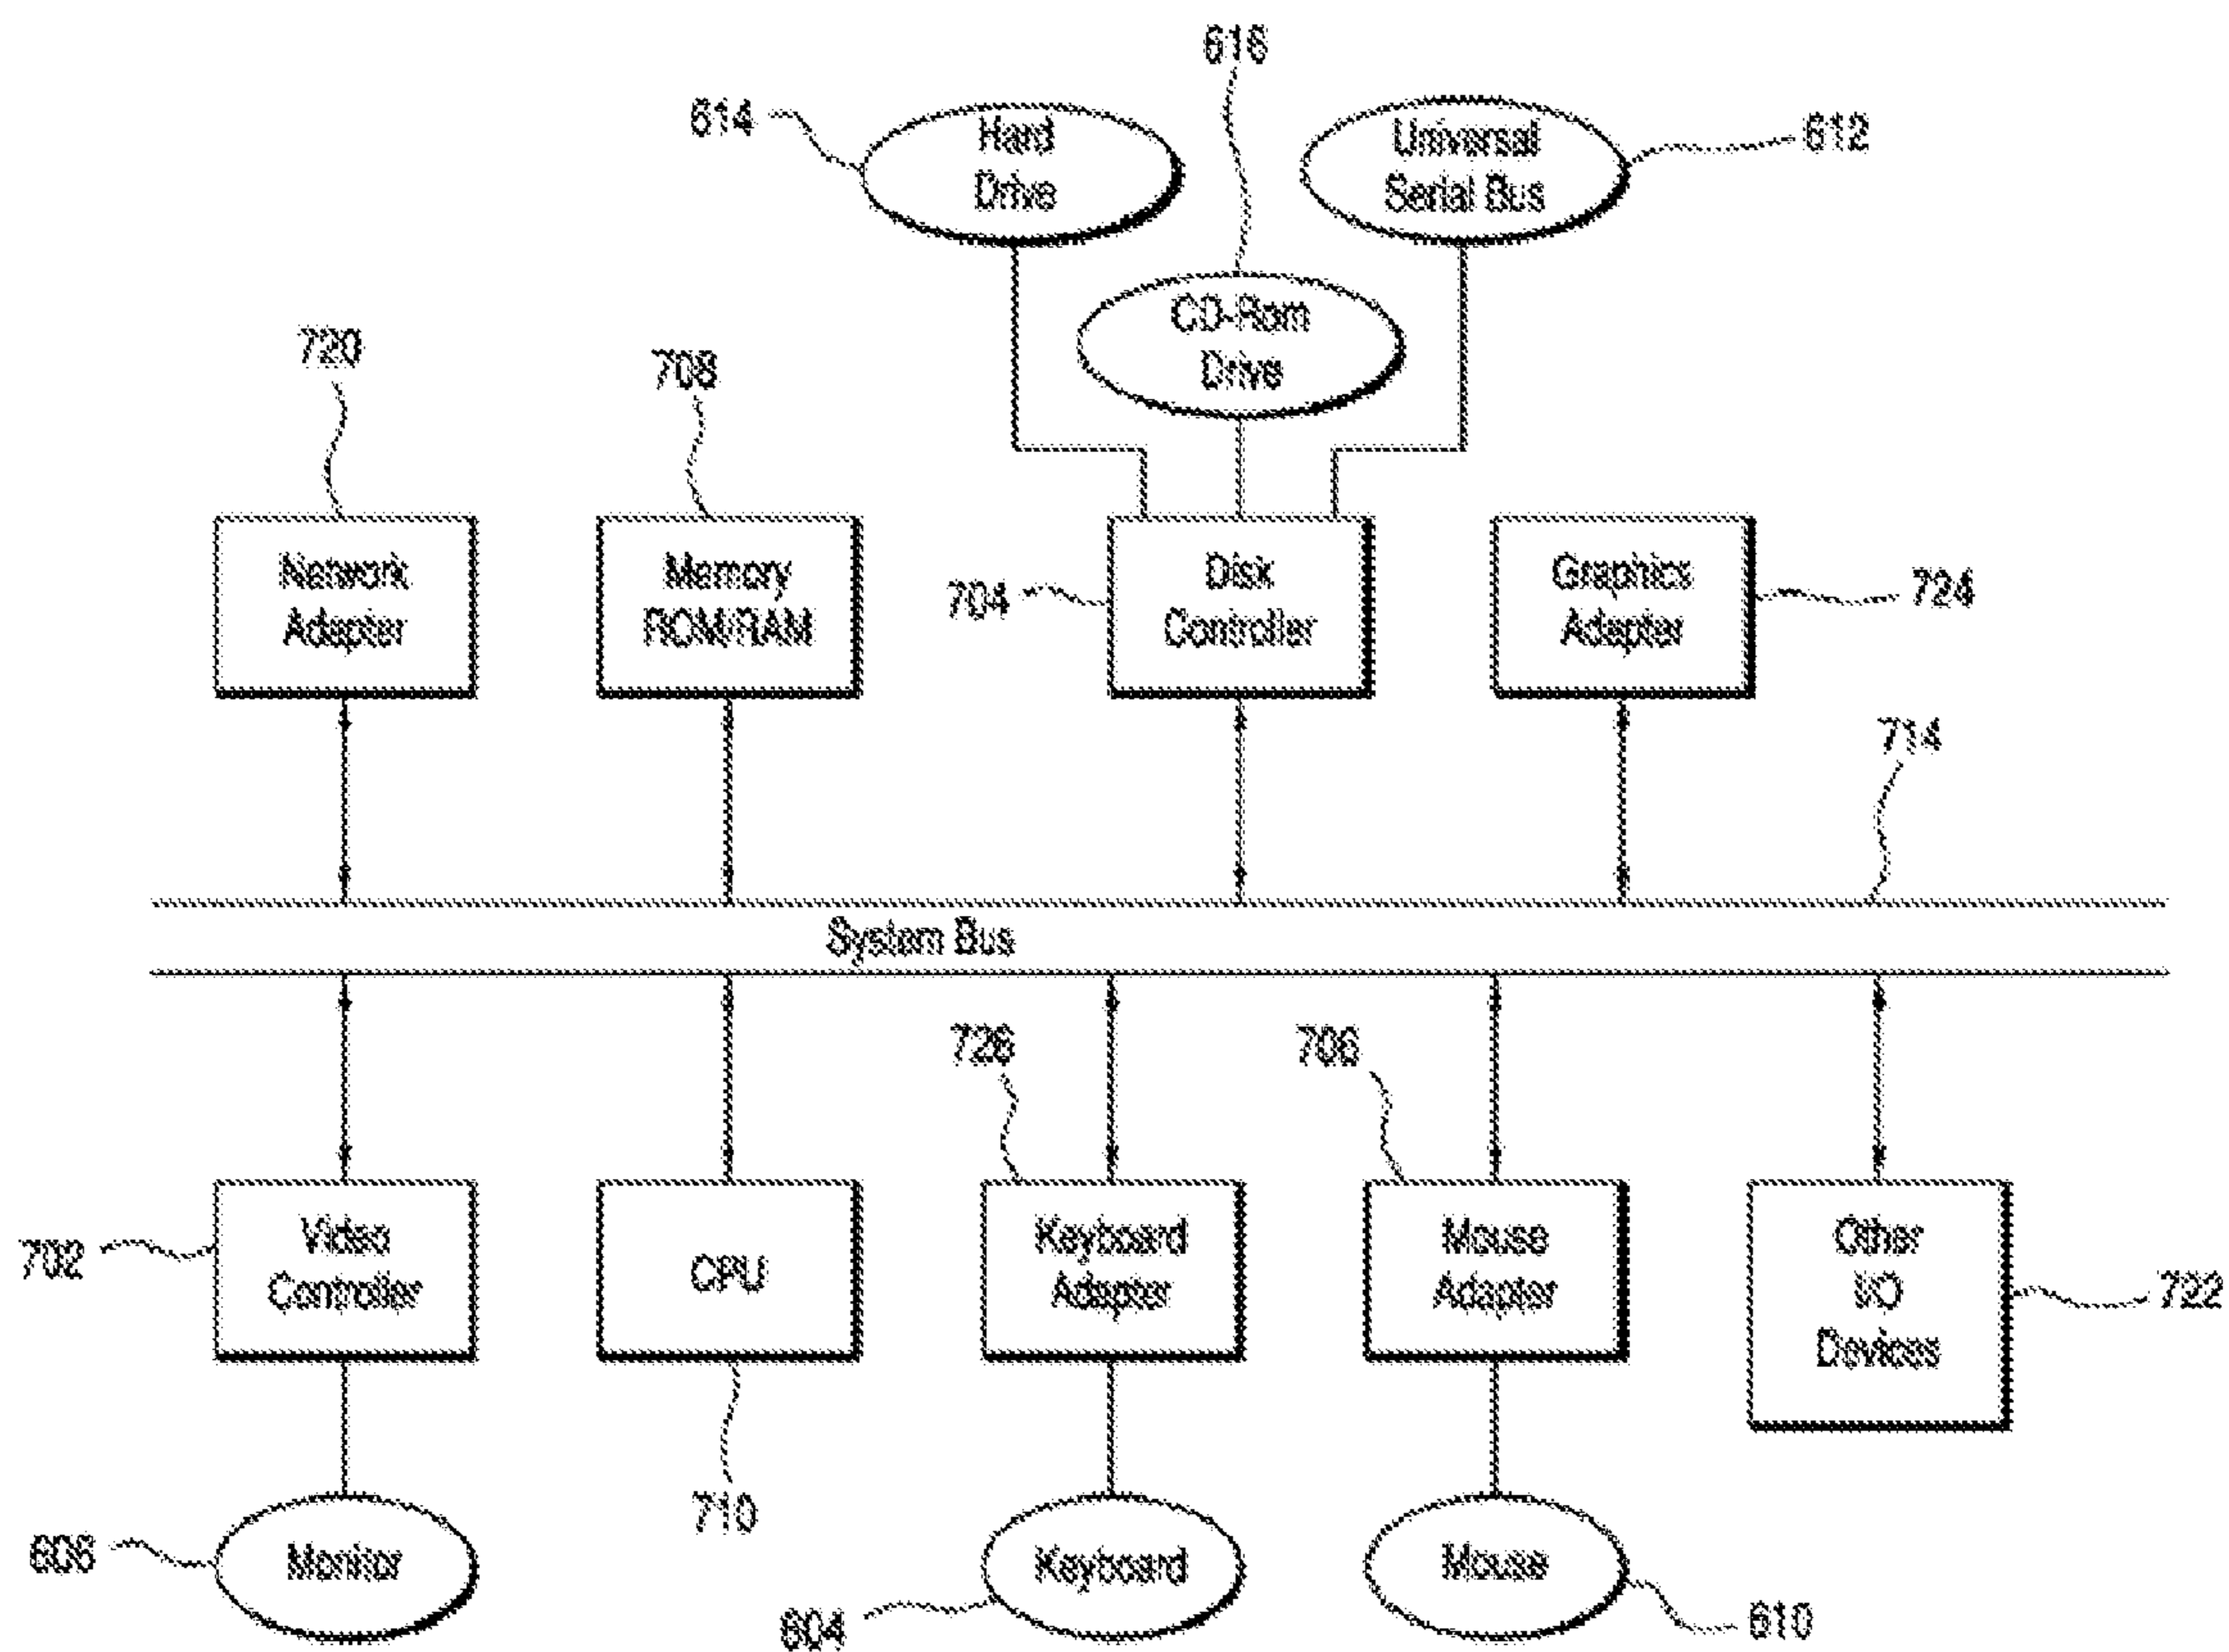 616
614
Hard
Drive
Universal
Serial Bus
612
CD-Rom
Drive
720
708
Network
Adapter
Memory
ROM/RAM
704
Disk
Controller
Graphics
Adapter
724
714
System Bus
726
706
702
Video
Controller
CPU
Keyboard
Adapter
Mouse
Adapter
Other
I/O
Devices
722
710
606
Monitor
Keyboard
604
Mouse
610